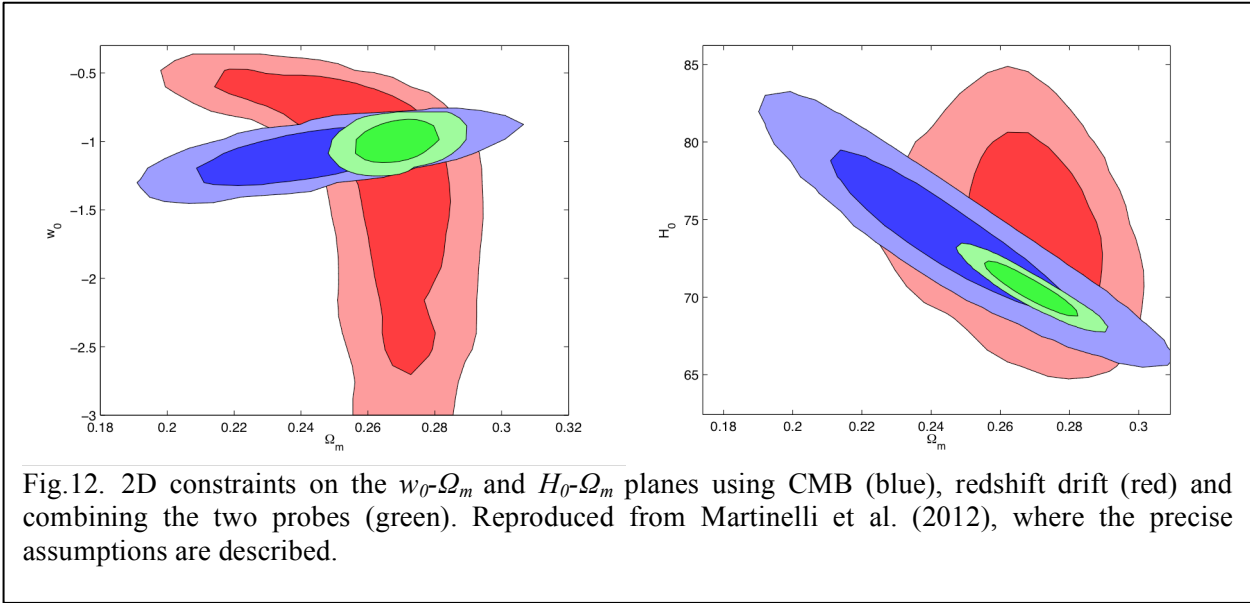 -0.5
-1
-1.5
-2
-2.5
-3
w0
0.18 0.2 0.22 0.24 0.26 0.28 0.3 0.32
Ωm
85
80
75
70
65
H0
0.2 0.22 0.24 0.26 0.28 0.3
Ωm
Fig.12. 2D constraints on the w0-Ωm and H0-Ωm planes using CMB (blue), redshift drift (red) and
combining the two probes (green). Reproduced from Martinelli et al. (2012), where the precise
assumptions are described.